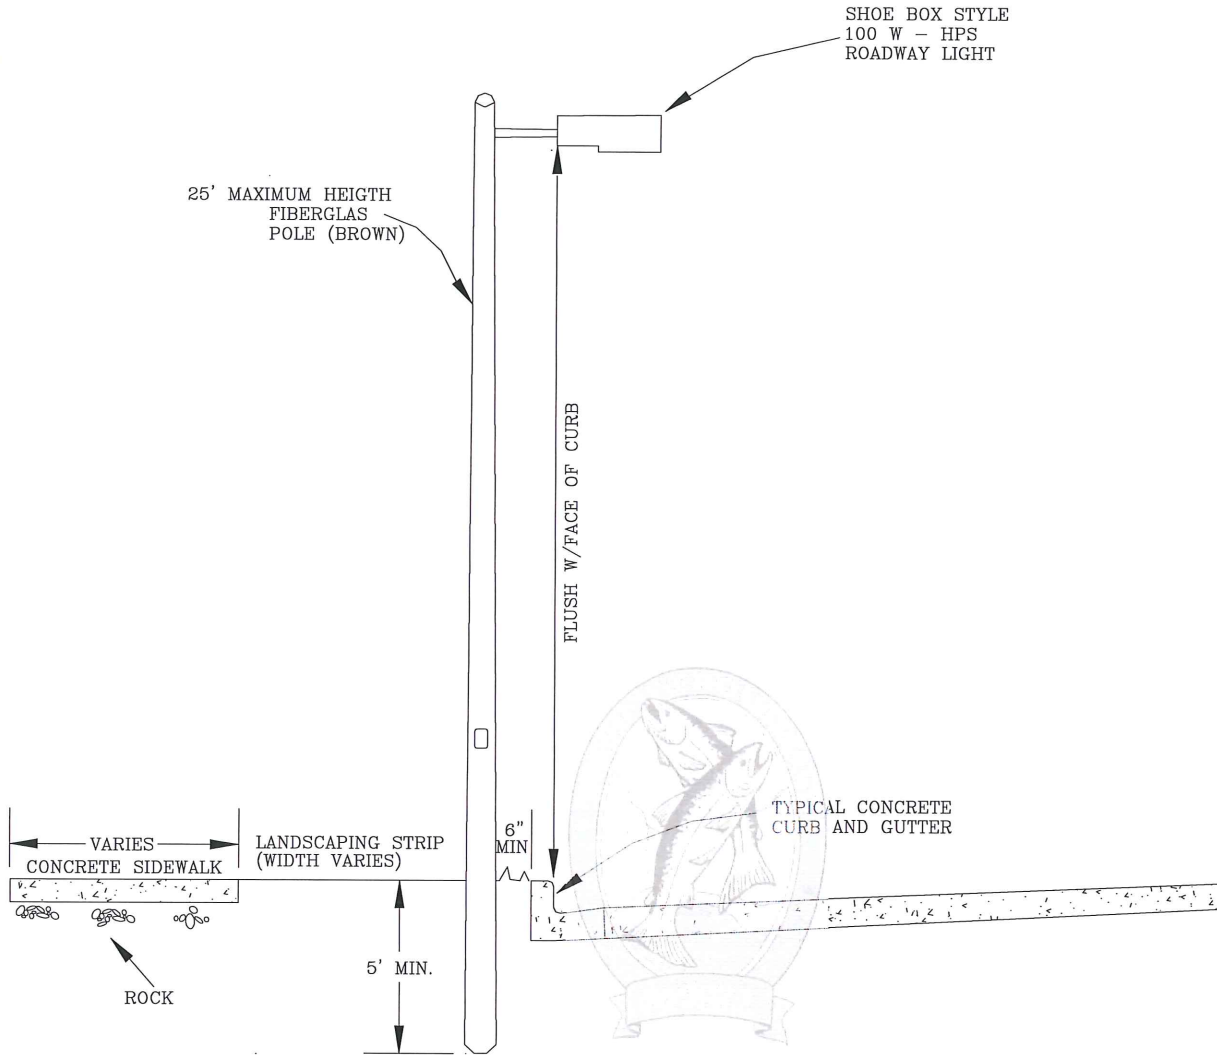 SHOE BOX STYLE
100 W - HPS
ROADWAY LIGHT
25' MAXIMUM HEIGTH
FIBERGLAS
POLE (BROWN)
FLUSH W/FACE OF CURB
TYPICAL CONCRETE
CURB AND GUTTER
6"
MIN
VARIES
CONCRETE SIDEWALK
LANDSCAPING STRIP
(WIDTH VARIES)
5' MIN.
ROCK